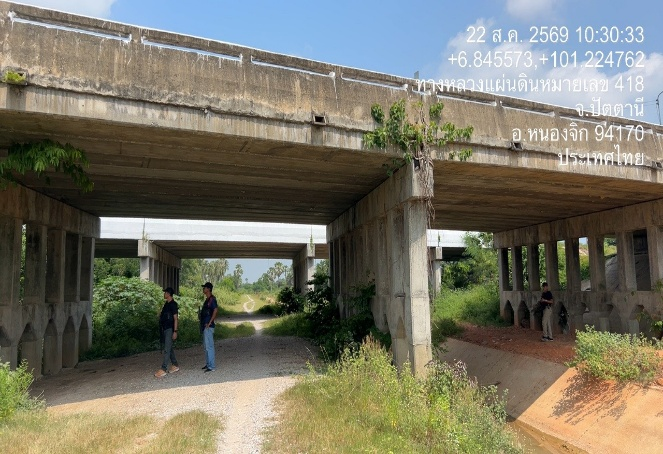 22 ส.ค. 2569 10:30:33
+6.845573,+101.224762
ทางหลวงแผ่นดินหมายเลข 418
จ.ปัตตานี
อ.หนองจิก 94170
ประเทศไทย